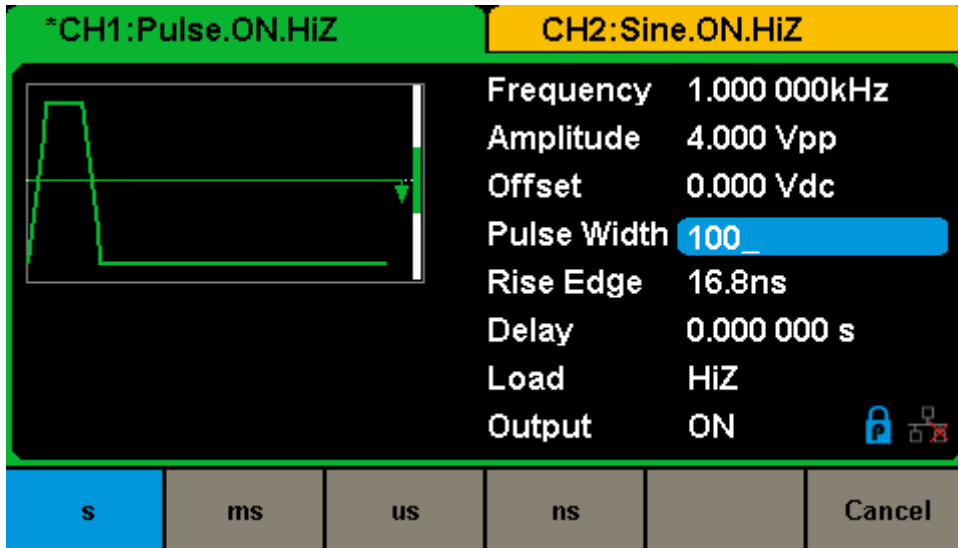 *CH1:Pulse.ON.HiZ CH2:Sine.ON.HiZ
Frequency 1.000 000kHz
Amplitude 4.000 Vpp
Offset 0.000 Vdc
Pulse Width 100_
Rise Edge 16.8ns
Delay 0.000 000 s
Load HiZ
Output ON P
s ms us ns Cancel